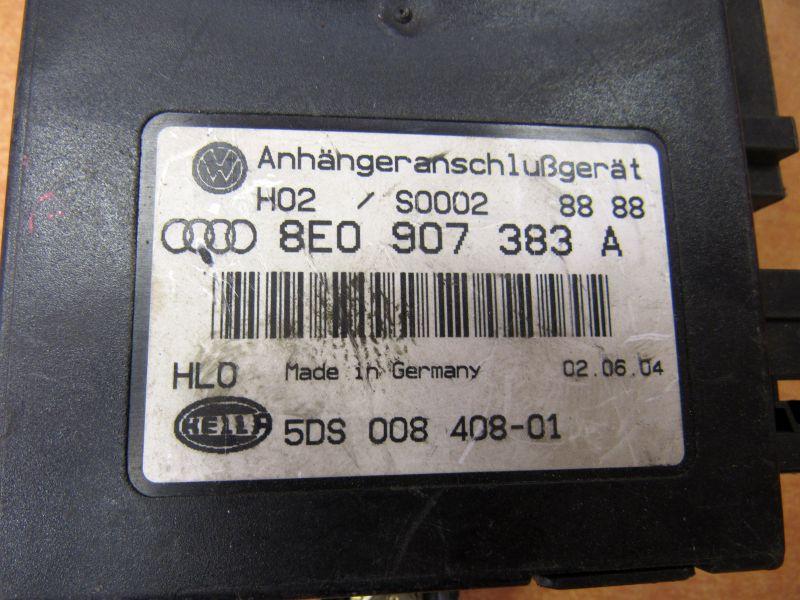 VW Anhängeranschlußgerät
H02 / S0002 88 88
8E0 907 383 A
HLO Made in Germany 02.06.04
HELLA 5DS 008 408-01